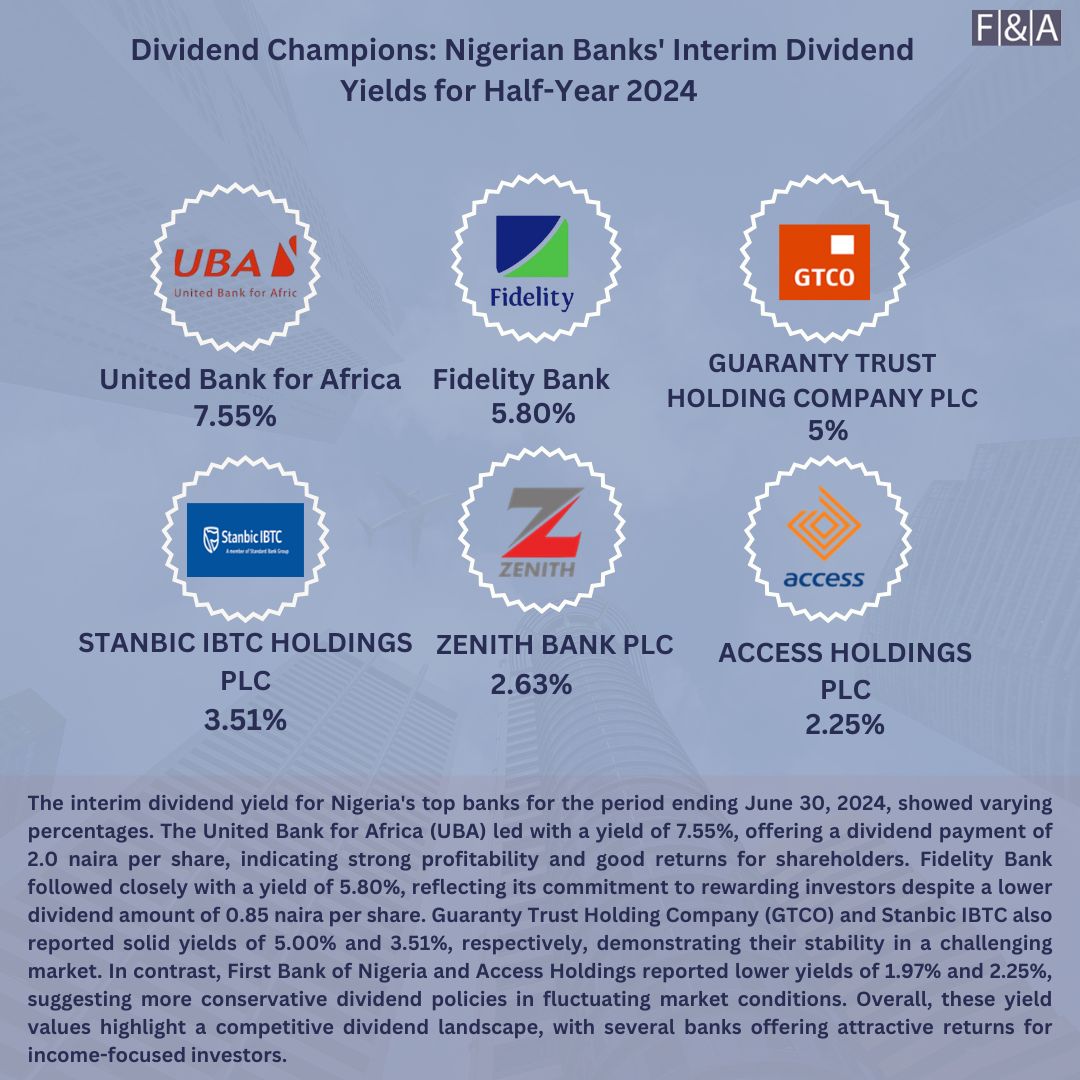 F|&|A
Dividend Champions: Nigerian Banks' Interim Dividend
Yields for Half-Year 2024
UBA
United Bank for Afric
United Bank for Africa
7.55%
Fidelity
Fidelity Bank
5.80%
GTCO
GUARANTY TRUST
HOLDING COMPANY PLC
5%
Stanbic IBTC
A member of Standard Bank Group
STANBIC IBTC HOLDINGS
PLC
3.51%
ZENITH
ZENITH BANK PLC
2.63%
access
ACCESS HOLDINGS
PLC
2.25%
The interim dividend yield for Nigeria's top banks for the period ending June 30, 2024, showed varying
percentages. The United Bank for Africa (UBA) led with a yield of 7.55%, offering a dividend payment of
2.0 naira per share, indicating strong profitability and good returns for shareholders. Fidelity Bank
followed closely with a yield of 5.80%, reflecting its commitment to rewarding investors despite a lower
dividend amount of 0.85 naira per share. Guaranty Trust Holding Company (GTCO) and Stanbic IBTC also
reported solid yields of 5.00% and 3.51%, respectively, demonstrating their stability in a challenging
market. In contrast, First Bank of Nigeria and Access Holdings reported lower yields of 1.97% and 2.25%,
suggesting more conservative dividend policies in fluctuating market conditions. Overall, these yield
values highlight a competitive dividend landscape, with several banks offering attractive returns for
income-focused investors.